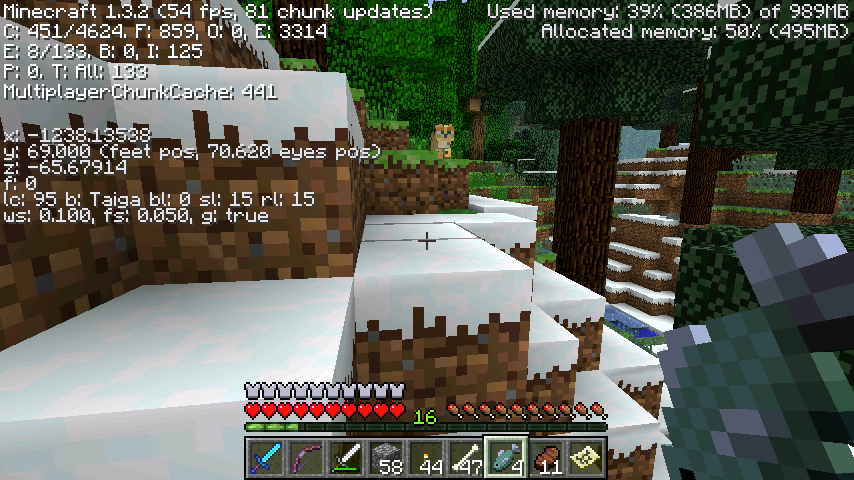 Minecraft 1.3.2 (54 fps, 81 chunk updates)
C: 451/4624, F: 859, O: 0, E: 3314
E: 8/133, B: 0, I: 125
P: 0, T: All: 133
MultiplayerChunkCache: 441
x: -1238.13538
y: 69.000 (feet pos, 70.620 eyes pos)
z: -65.67914
f: 0
lc: 95 b: Taiga bl: 0 sl: 15 rl: 15
ws: 0.100, fs: 0.050, g: true
Used memory: 39% (386MB) of 989MB
Allocated memory: 50% (495MB)
16
58 44 47 4 11